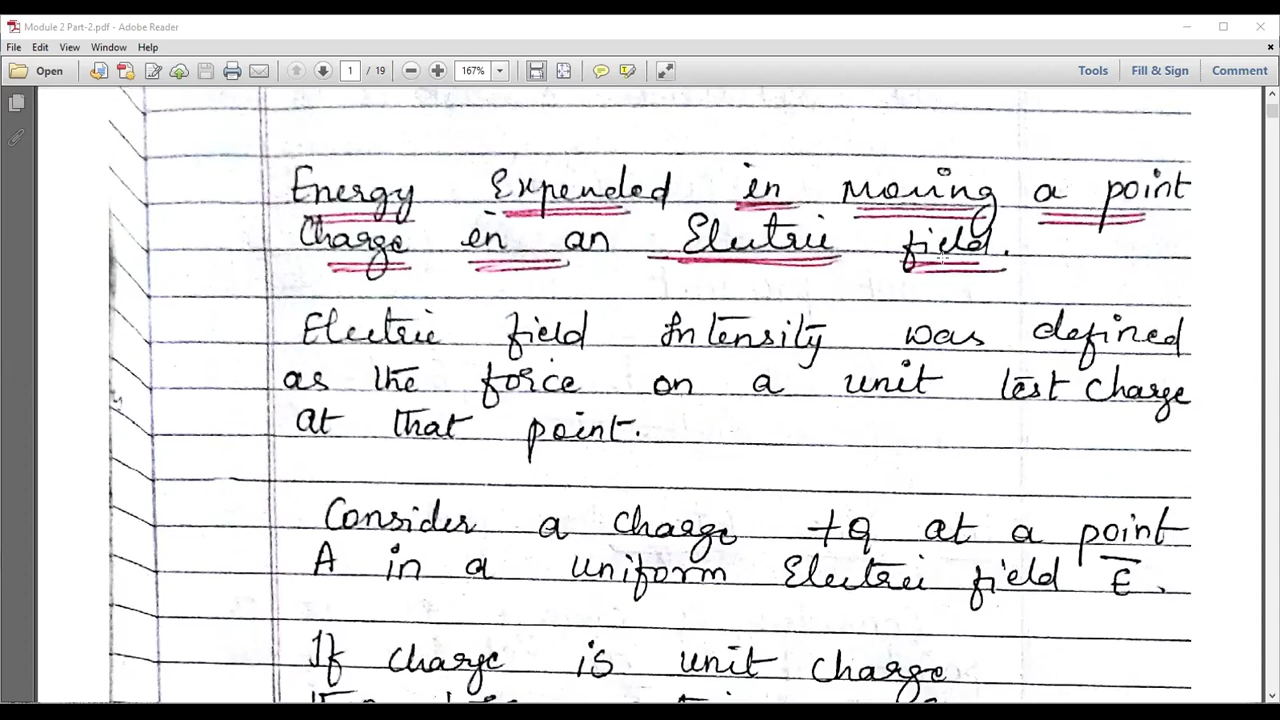 Module 2 Part-2.pdf - Adobe Reader
File Edit View Window Help
Open 1 / 19 167% Tools Fill & Sign Comment
Energy Expended in Moving a point
Charge in an Electric field.
Electric field Intensity was defined
as the force on a unit test charge
at that point.
Consider a charge +Q at a point
A in a uniform Electric field E̅.
If charge is unit charge